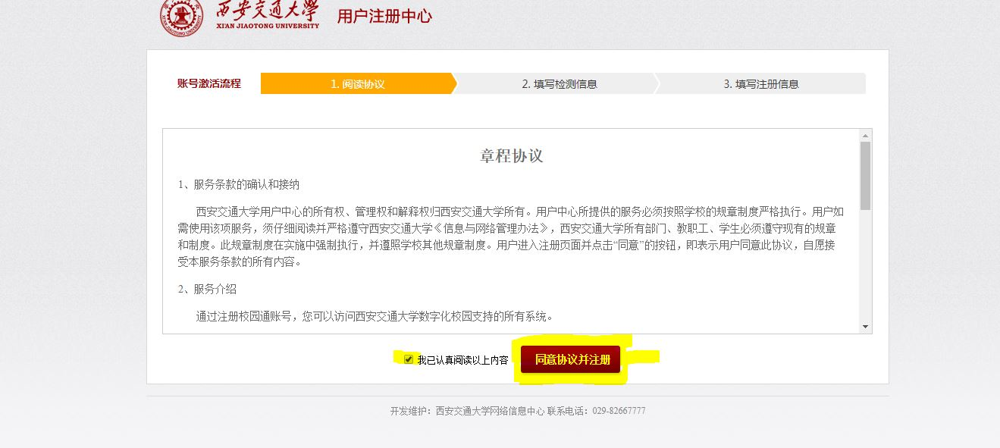 西安交通大学
XI'AN JIAOTONG UNIVERSITY
用户注册中心
账号激活流程
1. 阅读协议
2. 填写检测信息
3. 填写注册信息
章程协议
1、服务条款的确认和接纳
西安交通大学用户中心的所有权、管理权和解释权归西安交通大学所有。用户中心所提供的服务必须按照学校的规章制度严格执行。用户如
需使用该项服务，须仔细阅读并严格遵守西安交通大学《信息与网络管理办法》，西安交通大学所有部门、教职工、学生必须遵守现有的规章
和制度。此规章制度在实施中强制执行，并遵照学校其他规章制度。用户进入注册页面并点击“同意”的按钮，即表示用户同意此协议，自愿接
受本服务条款的所有内容。
2、服务介绍
通过注册校园通账号，您可以访问西安交通大学数字化校园支持的所有系统。
我已认真阅读以上内容
同意协议并注册
开发维护：西安交通大学网络信息中心 联系电话：029-82667777